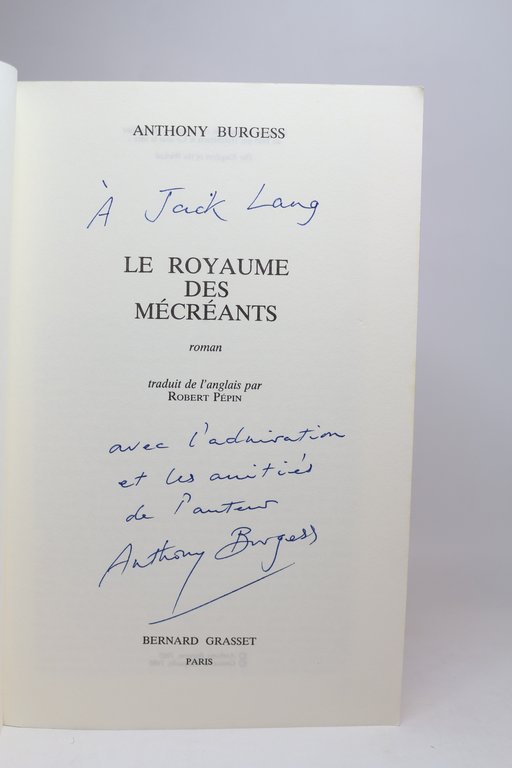 ANTHONY BURGESS
À Jack Lang
LE ROYAUME
DES
MÉCRÉANTS
roman
traduit de l'anglais par
ROBERT PÉPIN
avec l'admiration
et les amitiés
de l'auteur
Anthony Burgess
BERNARD GRASSET
PARIS